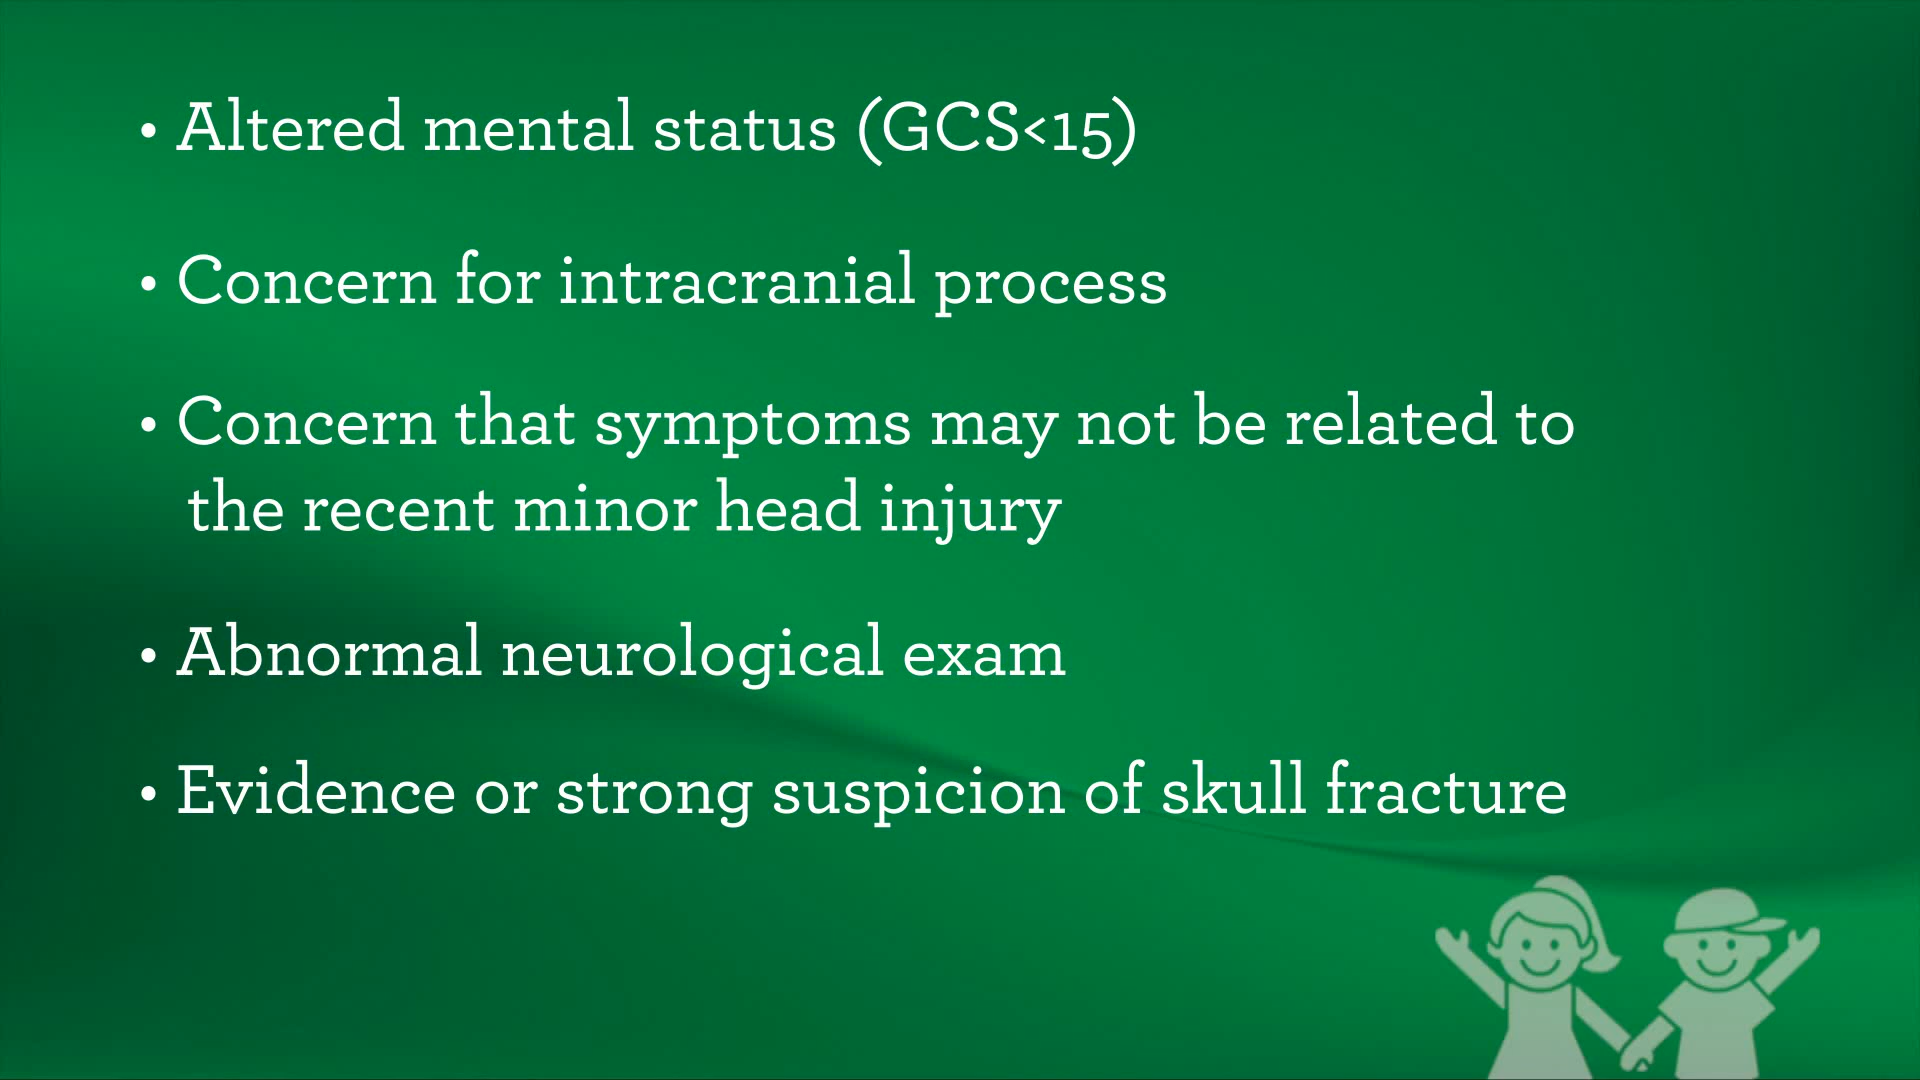 • Altered mental status (GCS<15)
• Concern for intracranial process
• Concern that symptoms may not be related to
the recent minor head injury
• Abnormal neurological exam
• Evidence or strong suspicion of skull fracture